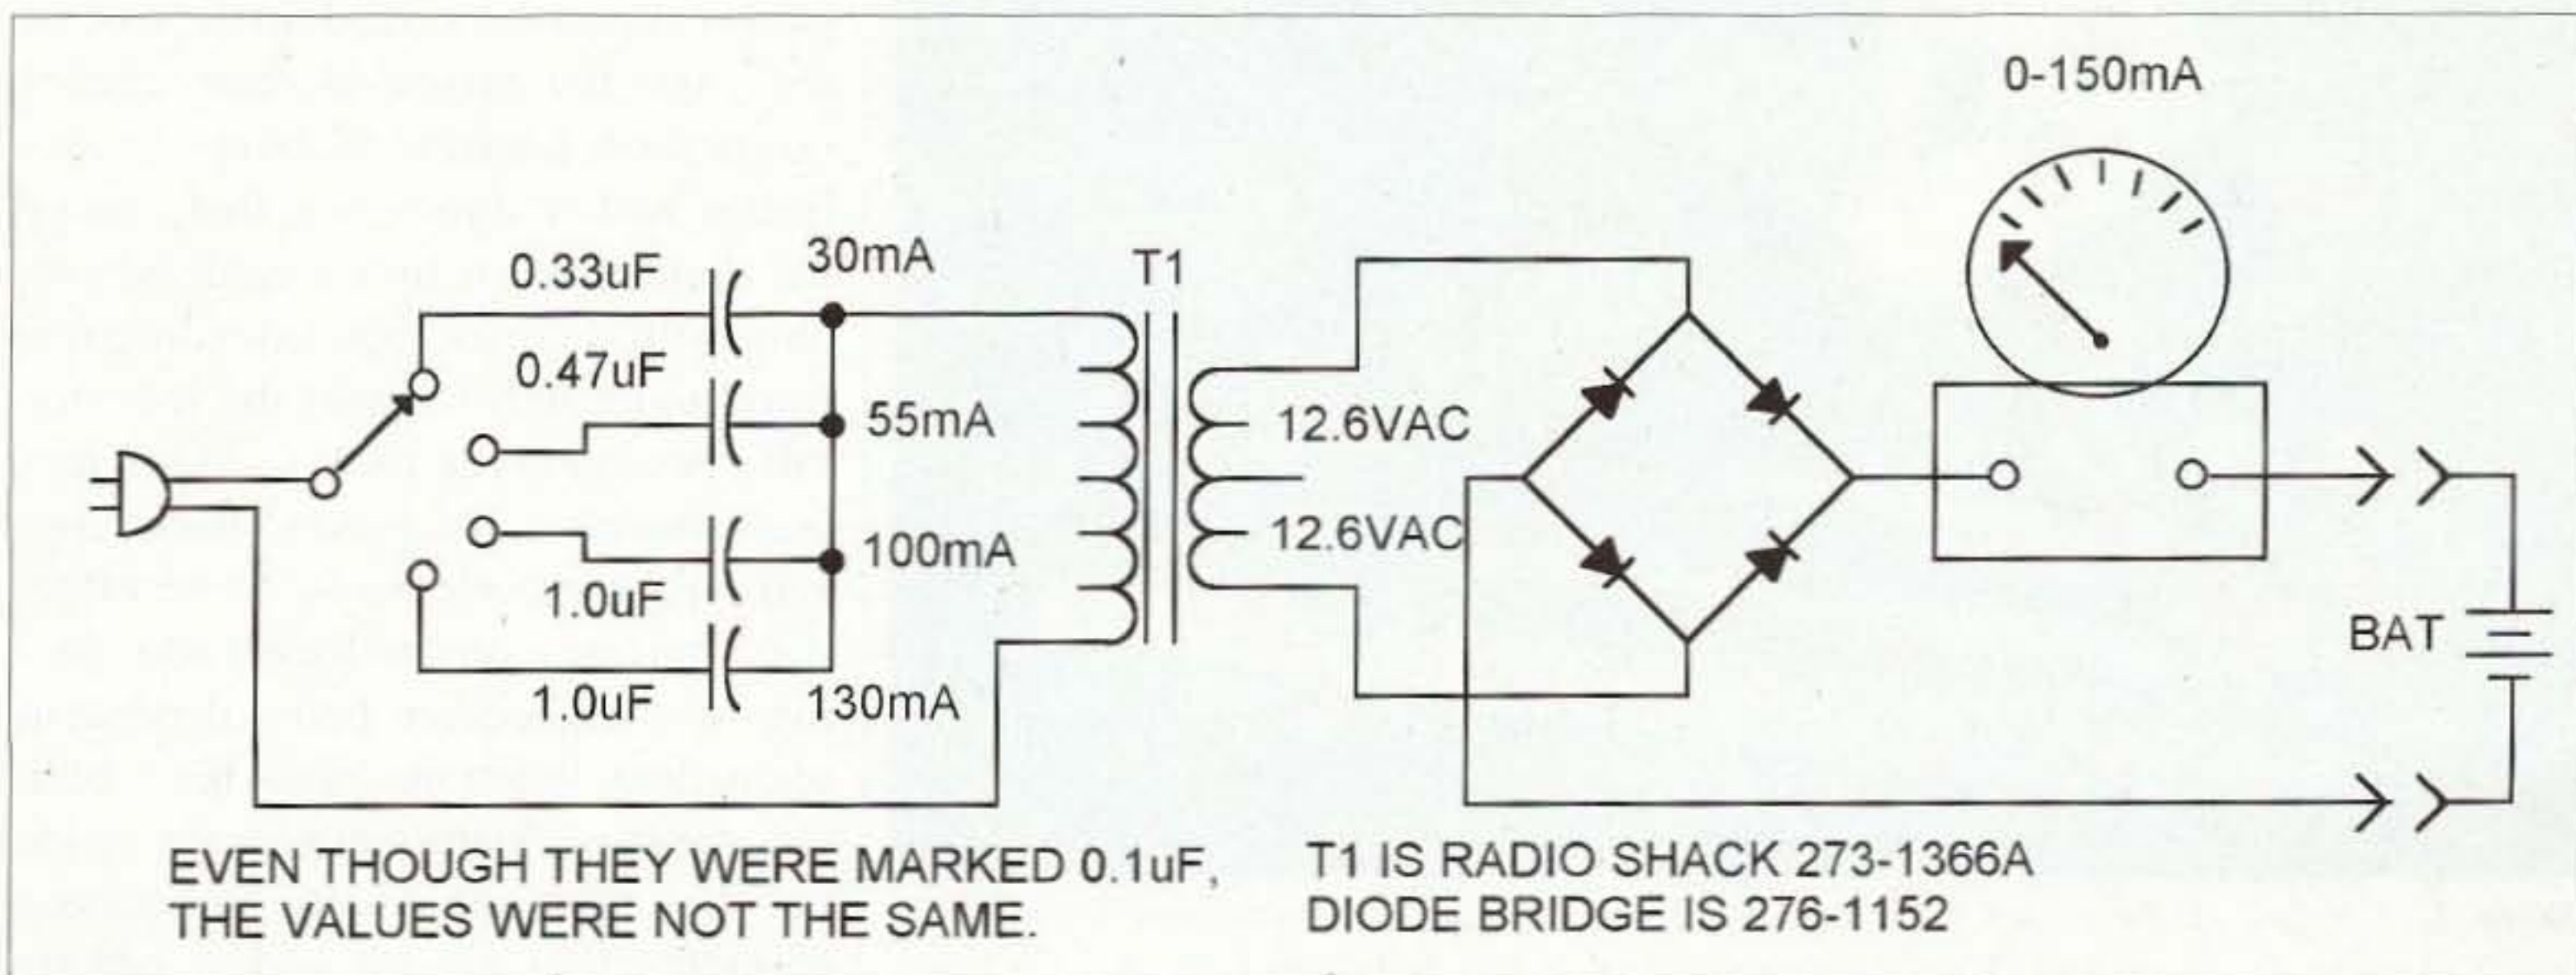 0-150mA
0.33uF
30mA
T1
0.47uF
55mA
12.6VAC
100mA
12.6VAC
1.0uF
BAT
1.0uF
130mA
EVEN THOUGH THEY WERE MARKED 0.1uF,
THE VALUES WERE NOT THE SAME.
T1 IS RADIO SHACK 273-1366A
DIODE BRIDGE IS 276-1152